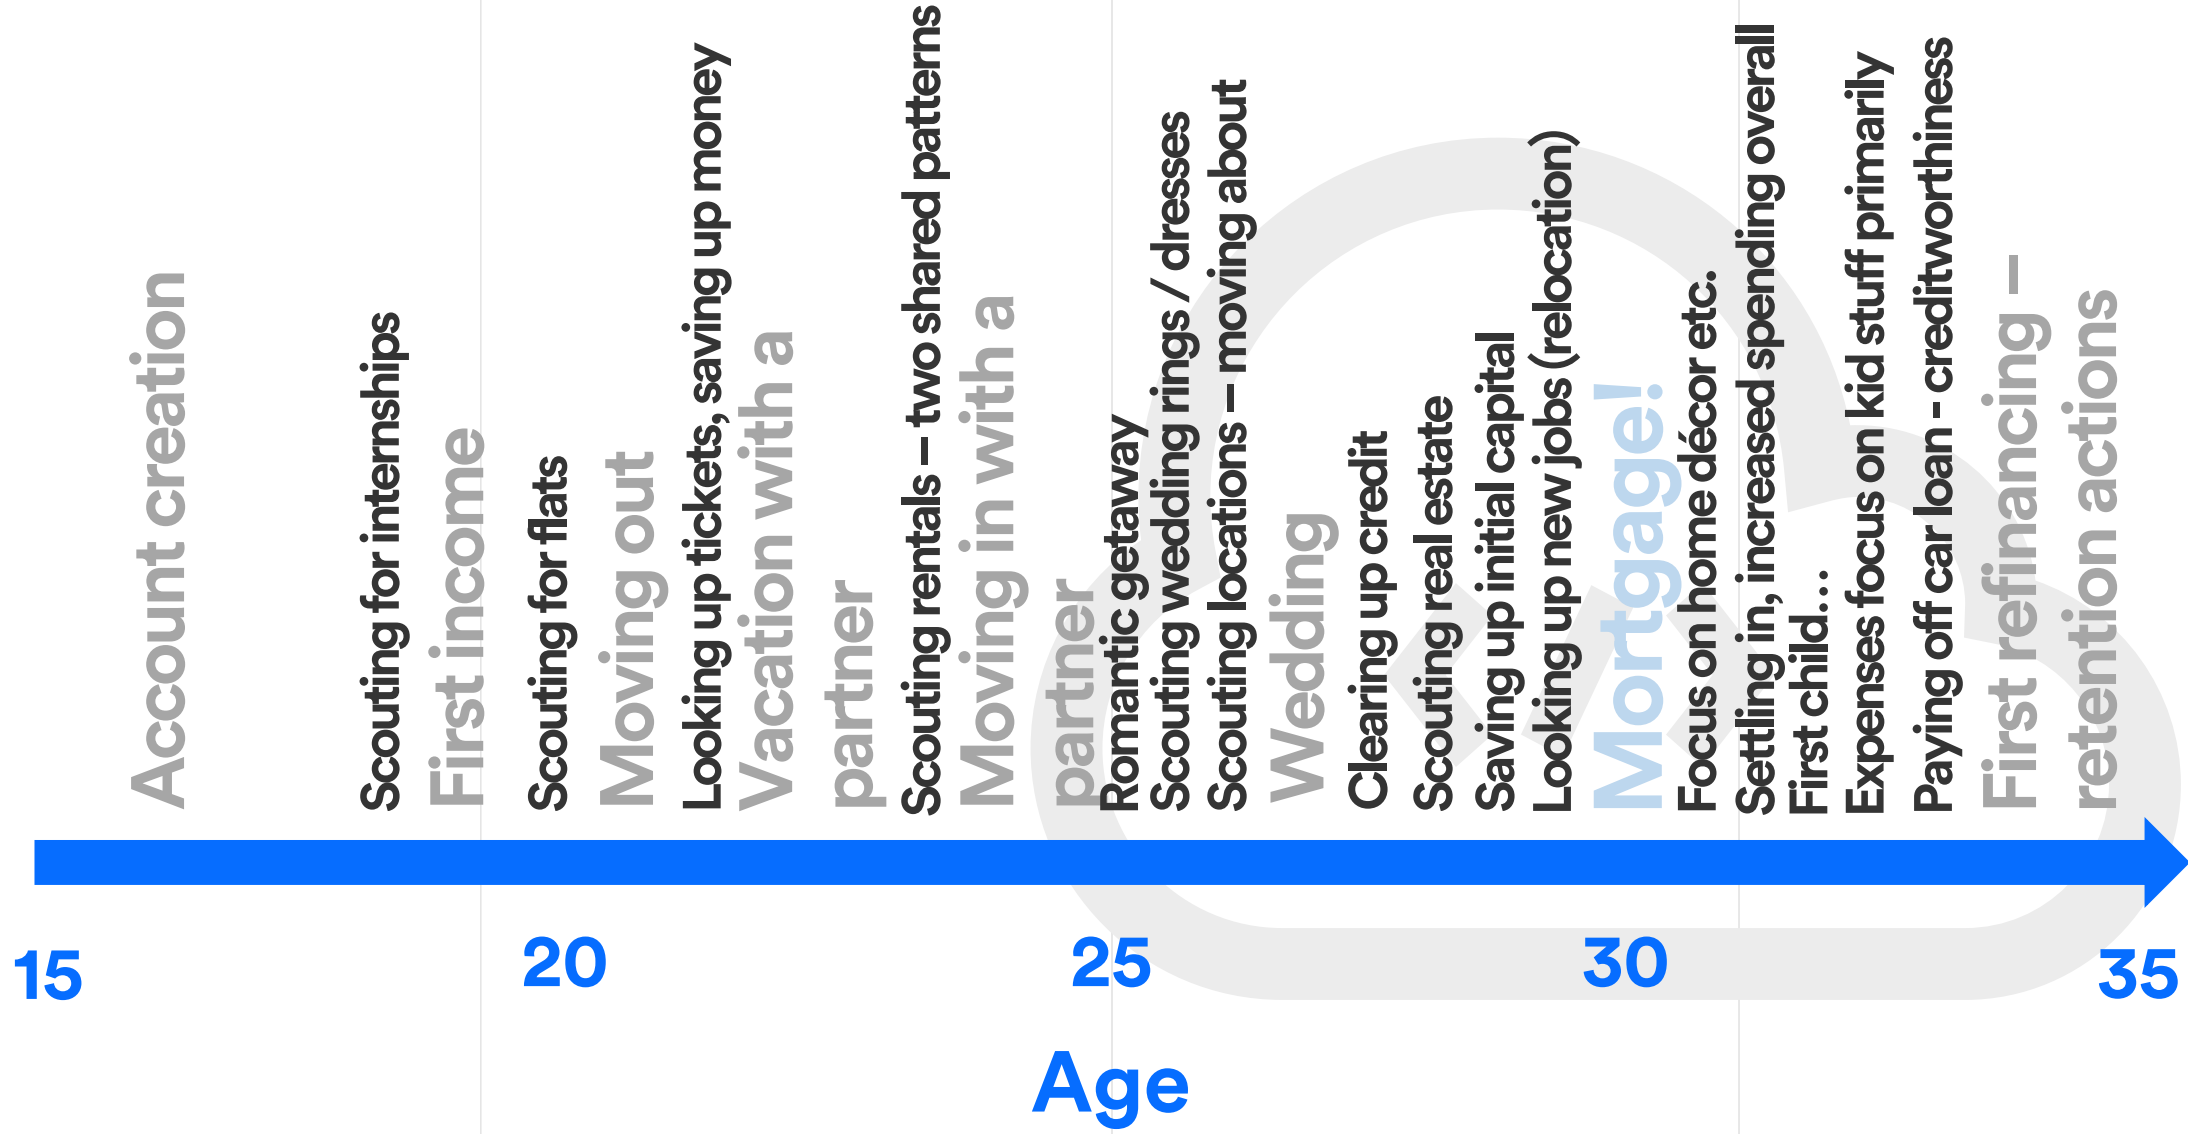 Account creation
Scouting for internships
First income
Scouting for flats
Moving out
Looking up tickets, saving up money
Vacation with a
partner
Scouting rentals – two shared patterns
Moving in with a
partner
Romantic getaway
Scouting wedding rings / dresses
Scouting locations – moving about
Wedding
Clearing up credit
Scouting real estate
Saving up initial capital
Looking up new jobs (relocation)
Mortgage!
Focus on home décor etc.
Settling in, increased spending overall
First child...
Expenses focus on kid stuff primarily
Paying off car loan - creditworthiness
First refinancing –
retention actions
15
20
25
30
35
Age